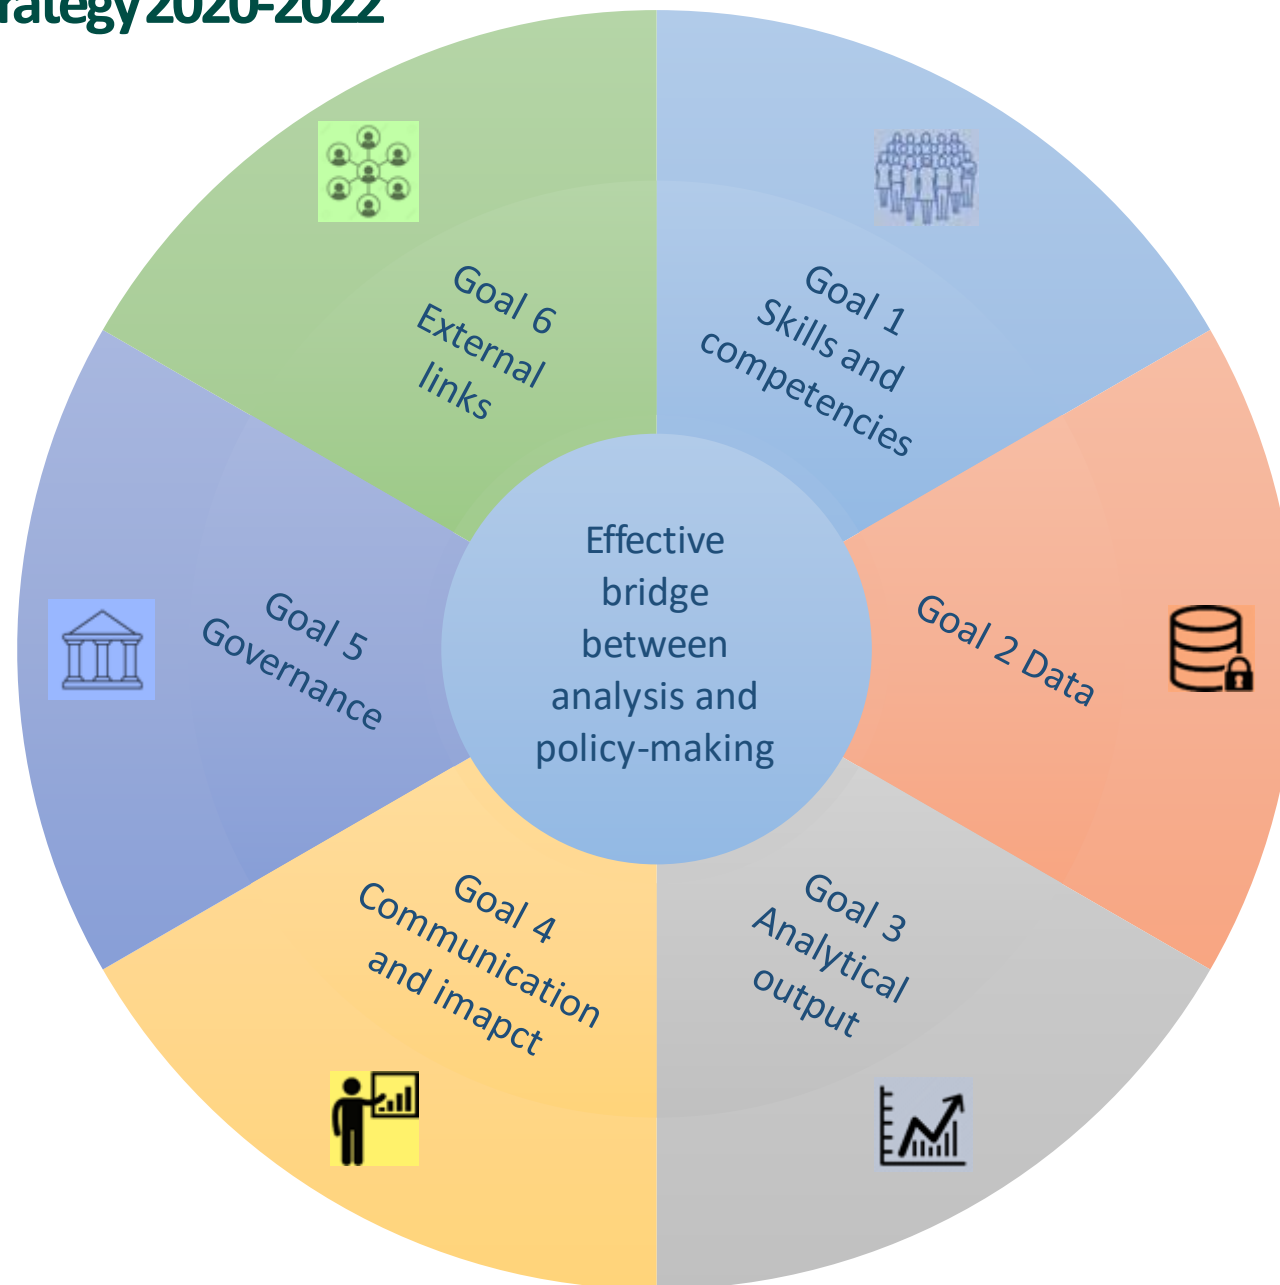 rategy 2020-2022
Goal 1
Skills and
competencies
Goal 2 Data
Goal 3
Analytical
output
Goal 4
Communication
and imapct
Goal 5
Governance
Goal 6
External
links
Effective
bridge
between
analysis and
policy-making